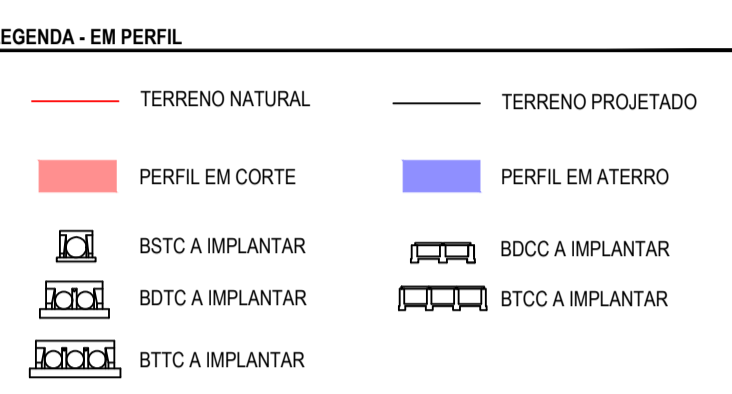 EGENDA - EM PERFIL
TERRENO NATURAL
TERRENO PROJETADO
PERFIL EM CORTE
PERFIL EM ATERRO
BSTC A IMPLANTAR
BDCC A IMPLANTAR
BDTC A IMPLANTAR
BTCC A IMPLANTAR
BTTC A IMPLANTAR